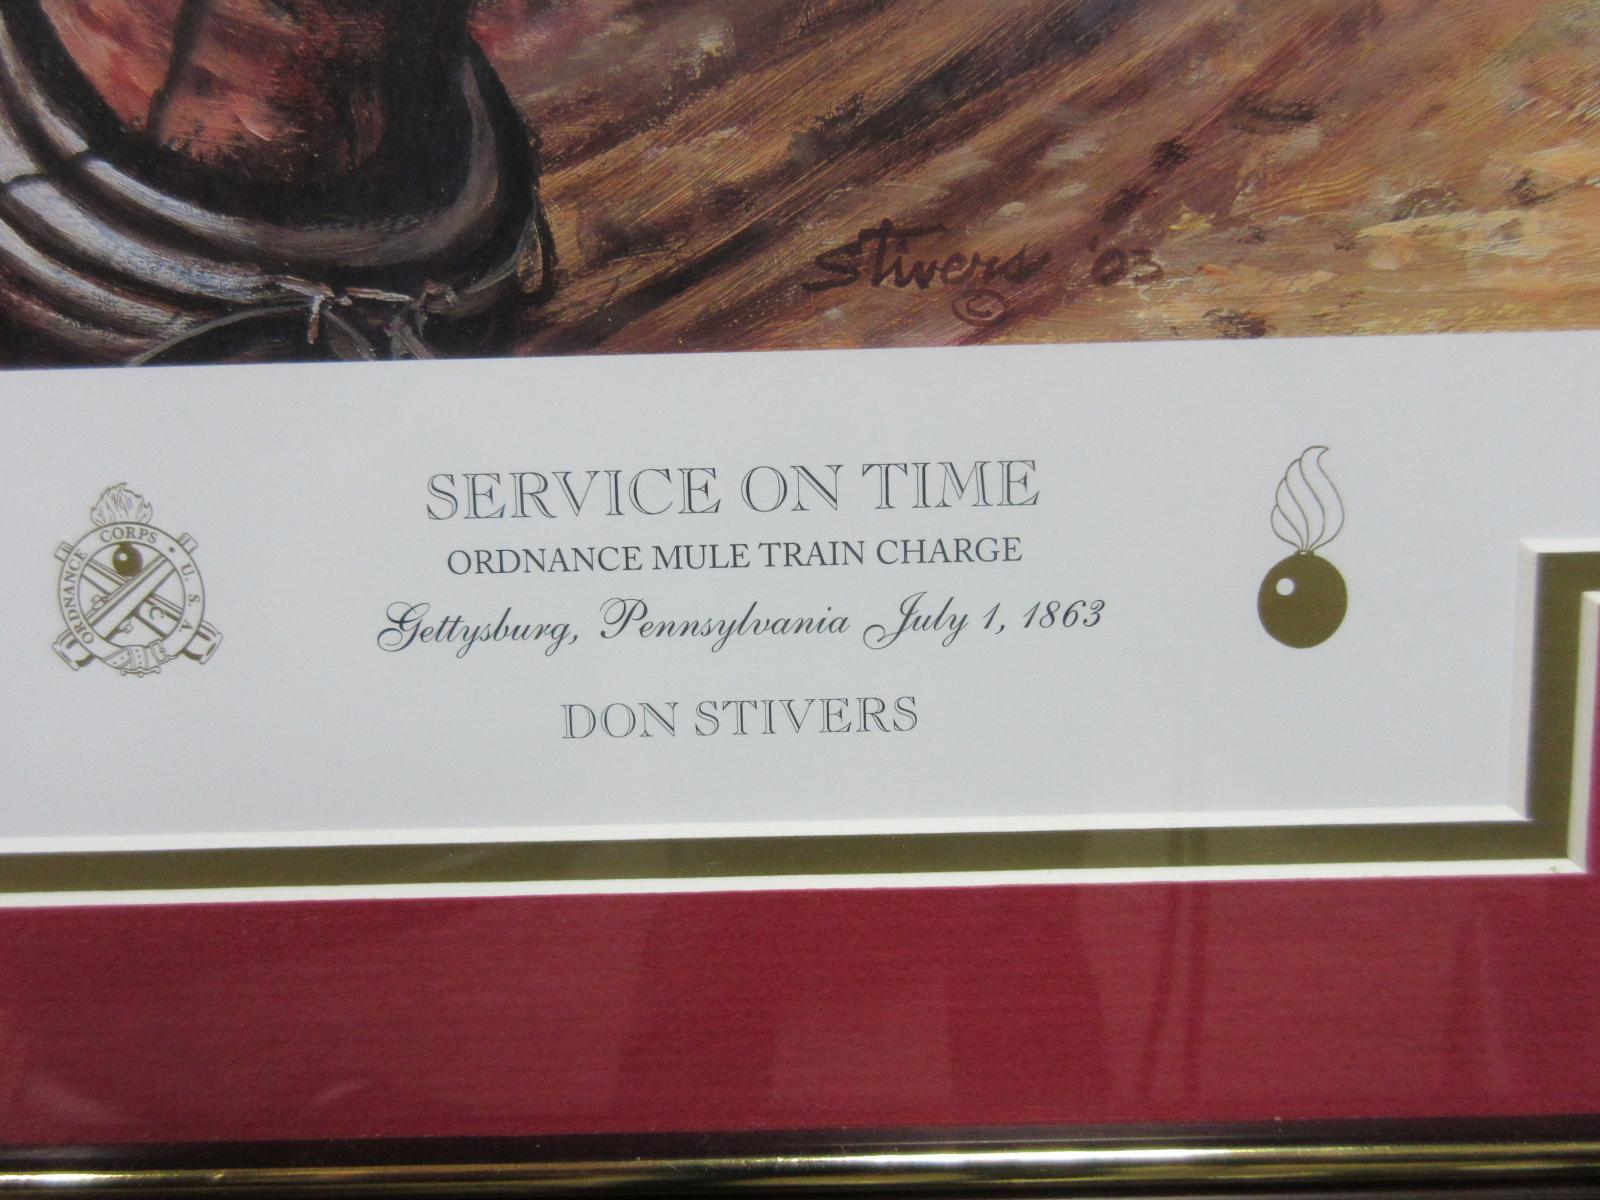 Stivers '03
©
SERVICE ON TIME
ORDNANCE MULE TRAIN CHARGE
Gettysburg, Pennsylvania July 1, 1863
DON STIVERS
ORDNANCE CORPS • U. S. A.